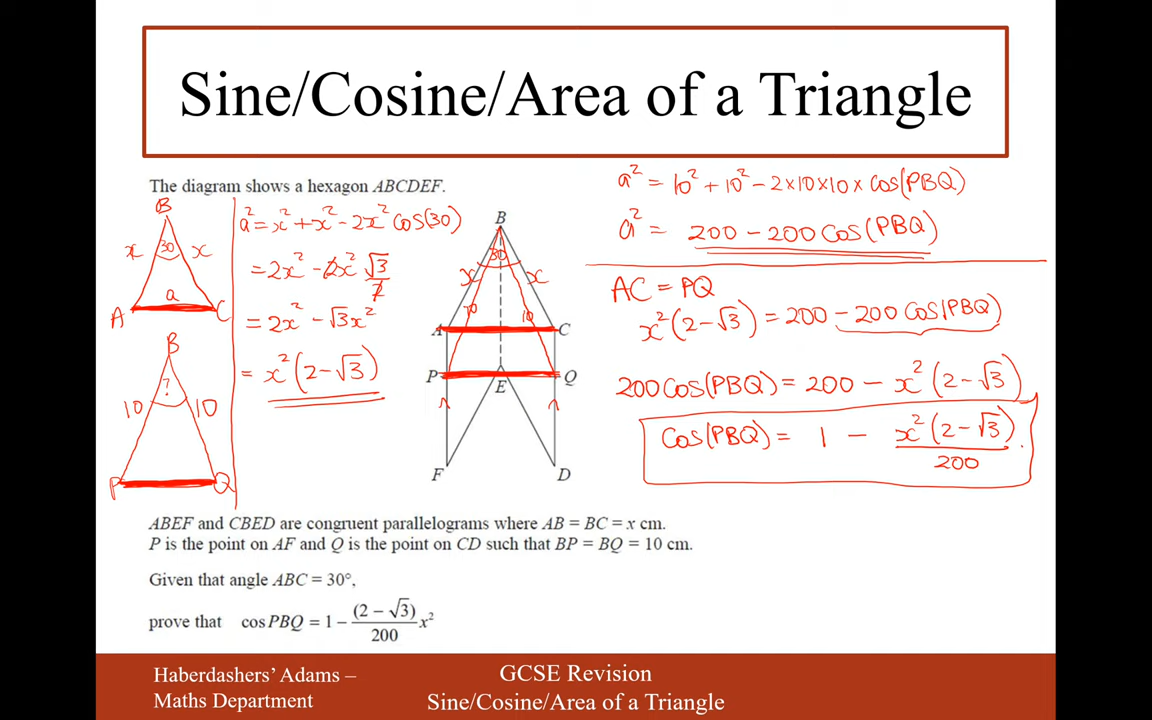 Sine/Cosine/Area of a Triangle
The diagram shows a hexagon ABCDEF.
B
x 30 x
a
A C
B
?
10 10
P Q
a² = x² + x² - 2x² cos(30)
= 2x² - 2x² √3/2
= 2x² - √3x²
= x²(2-√3)
B
30
x x
10 10
A C
P Q
E
F D
a² = 10² + 10² - 2×10×10× cos(PBQ)
a² = 200 - 200 cos(PBQ)
AC = PQ
x²(2-√3) = 200 - 200 cos(PBQ)
200 cos(PBQ) = 200 - x²(2-√3)
cos(PBQ) = 1 - x²(2-√3)/200.
ABEF and CBED are congruent parallelograms where AB = BC = x cm.
P is the point on AF and Q is the point on CD such that BP = BQ = 10 cm.
Given that angle ABC = 30°,
prove that cos PBQ = 1 - (2 - √3)/200 x²
Haberdashers' Adams –
Maths Department
GCSE Revision
Sine/Cosine/Area of a Triangle